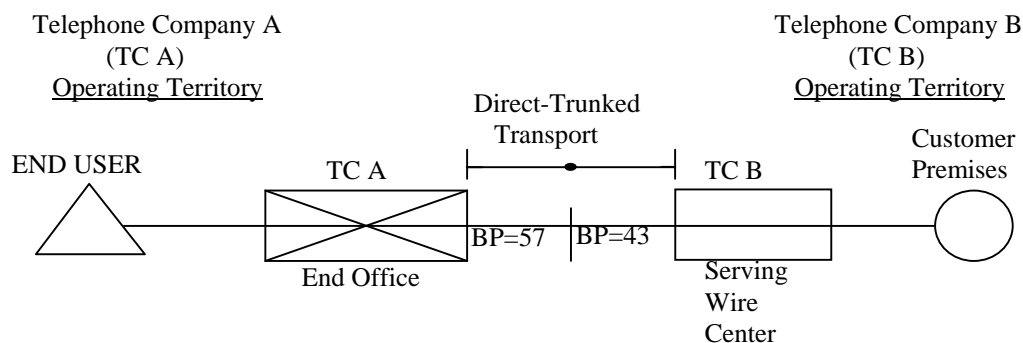 Telephone Company A
(TC A)
Operating Territory
Telephone Company B
(TC B)
Operating Territory
Direct-Trunked
Transport
END USER
TC A
TC B
Customer
Premises
BP=57
BP=43
End Office
Serving
Wire
Center